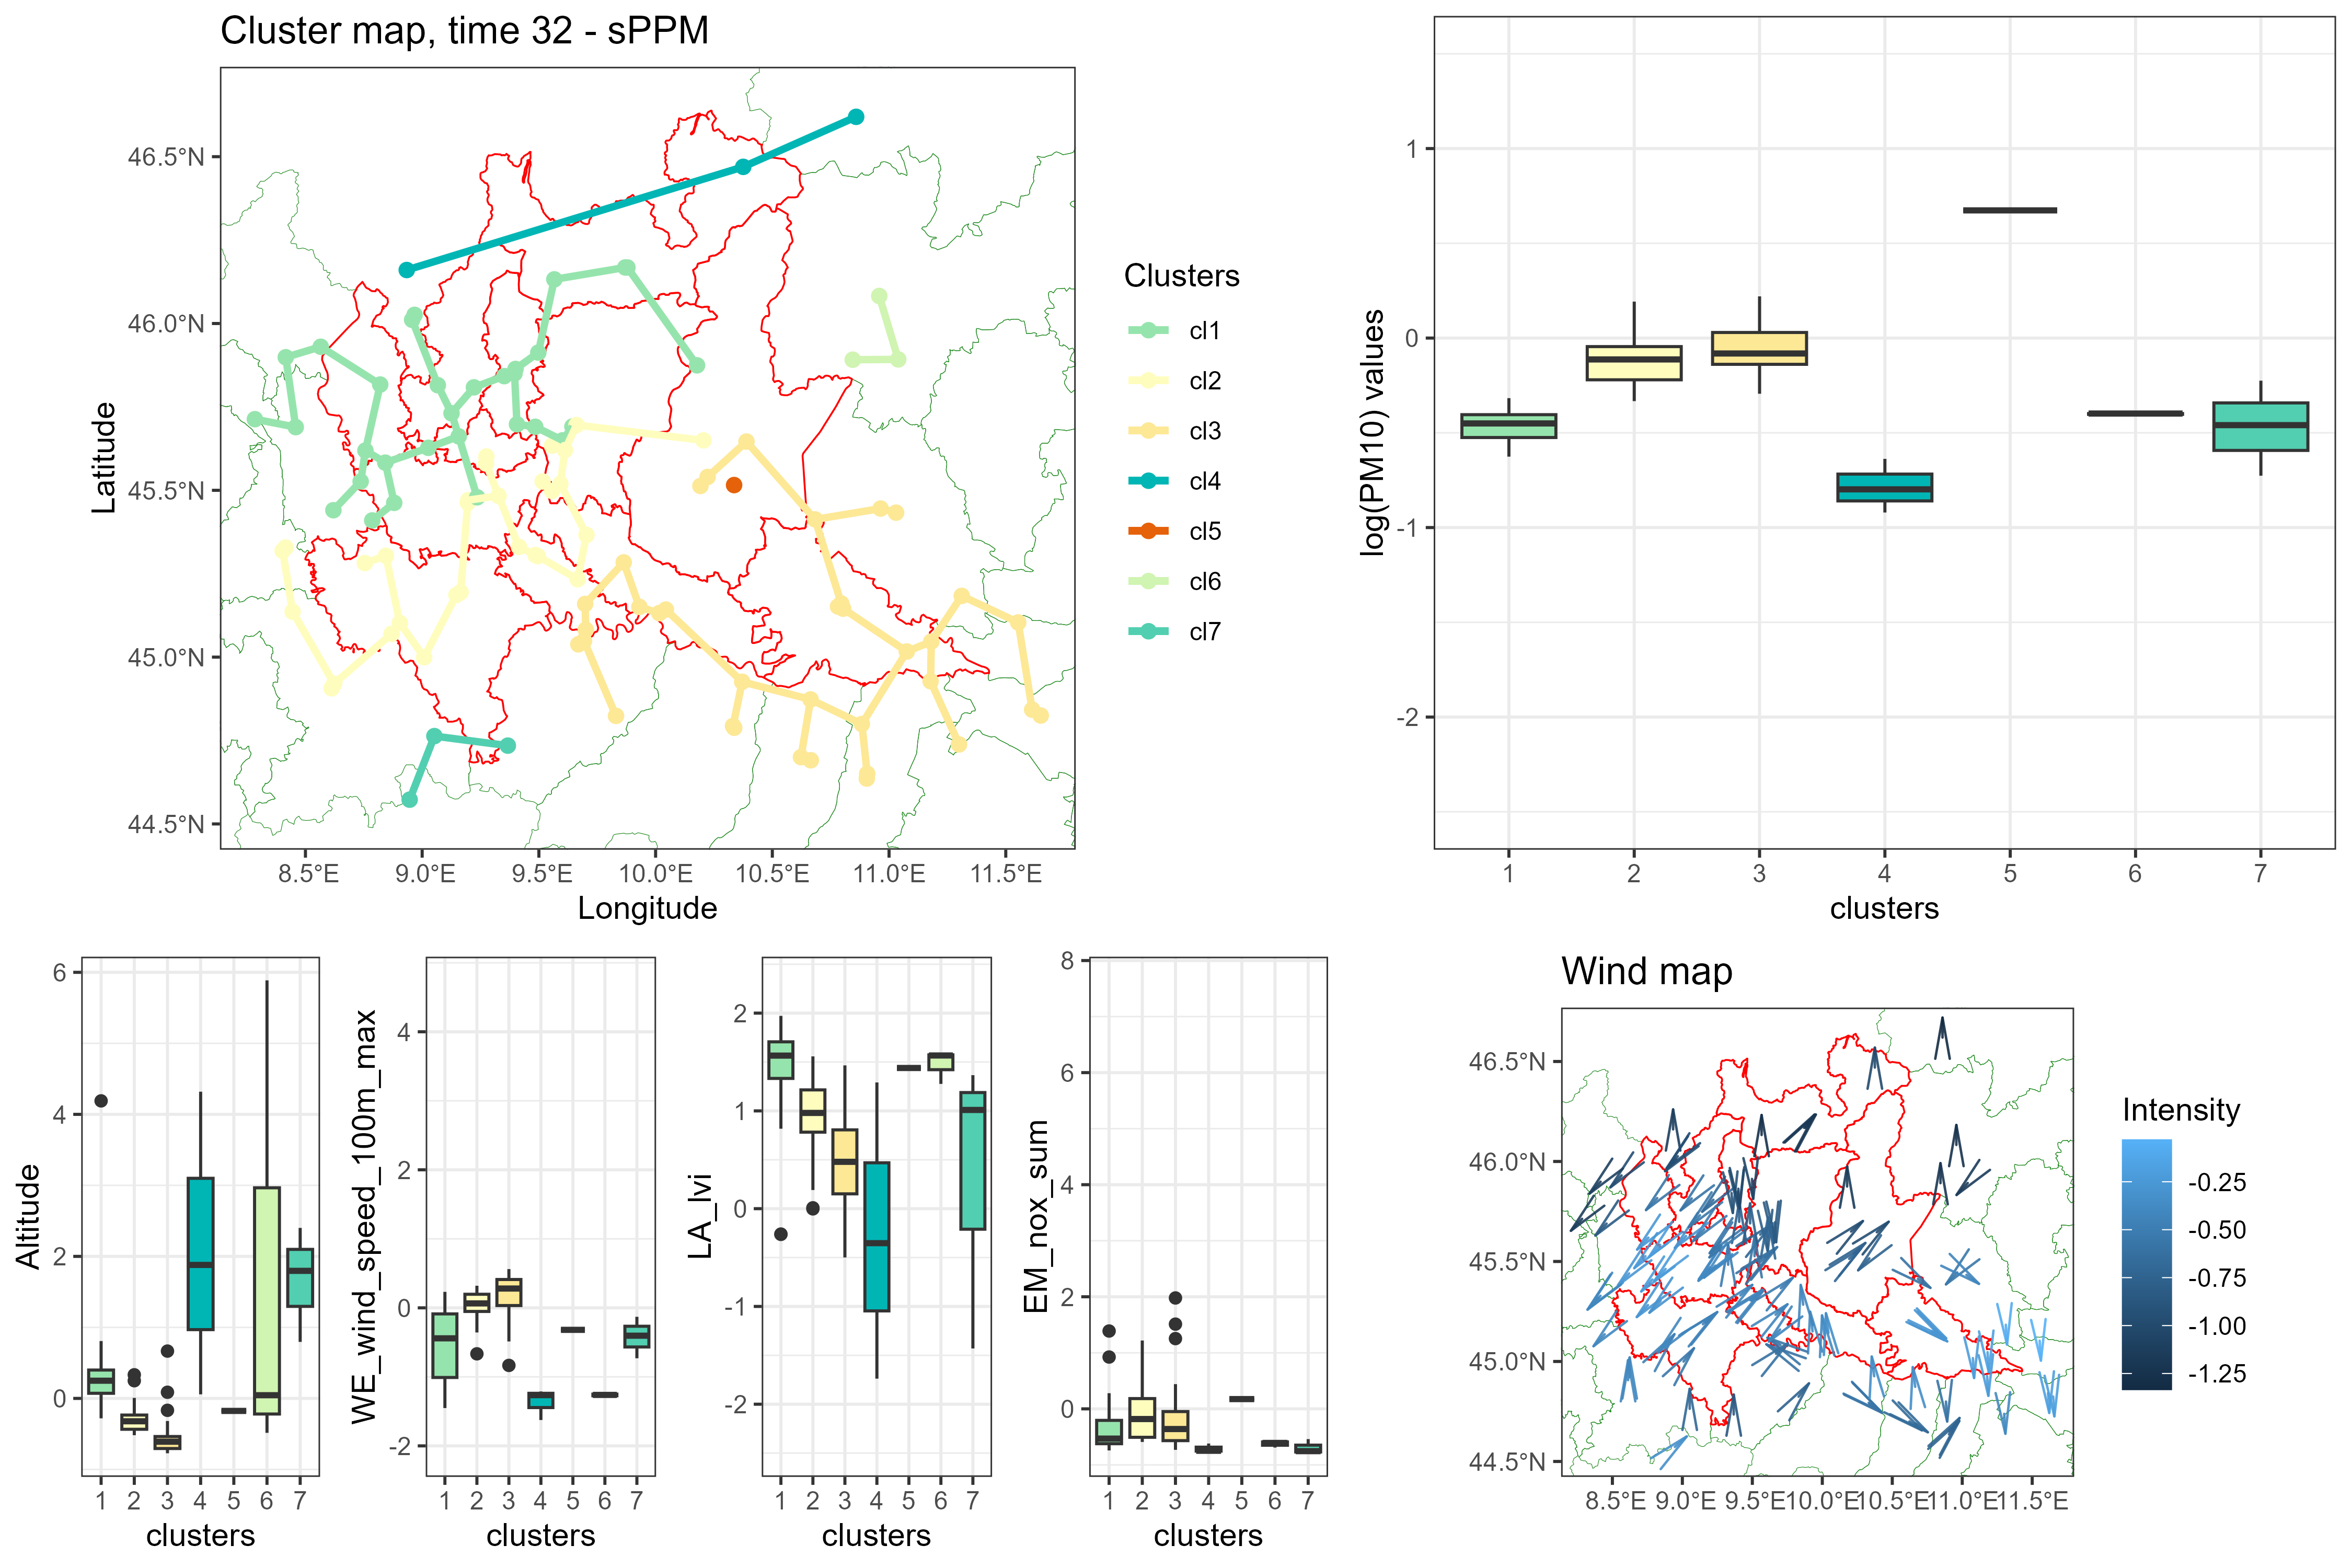 Cluster map, time 32 - sPPM
46.5°N
46.0°N
45.5°N
45.0°N
44.5°N
Latitude
8.5°E 9.0°E 9.5°E 10.0°E 10.5°E 11.0°E 11.5°E
Longitude
Clusters
cl1
cl2
cl3
cl4
cl5
cl6
cl7
log(PM10) values
1
0
-1
-2
1 2 3 4 5 6 7
clusters
Altitude
6
4
2
0
1 2 3 4 5 6 7
clusters
WE_wind_speed_100m_max
4
2
0
-2
1 2 3 4 5 6 7
clusters
LA_lvi
2
1
0
-1
-2
1 2 3 4 5 6 7
clusters
EM_nox_sum
8
6
4
2
0
1 2 3 4 5 6 7
clusters
Wind map
46.5°N
46.0°N
45.5°N
45.0°N
44.5°N
8.5°E 9.0°E 9.5°E 10.0°E 10.5°E 11.0°E 11.5°E
Intensity
-0.25
-0.50
-0.75
-1.00
-1.25